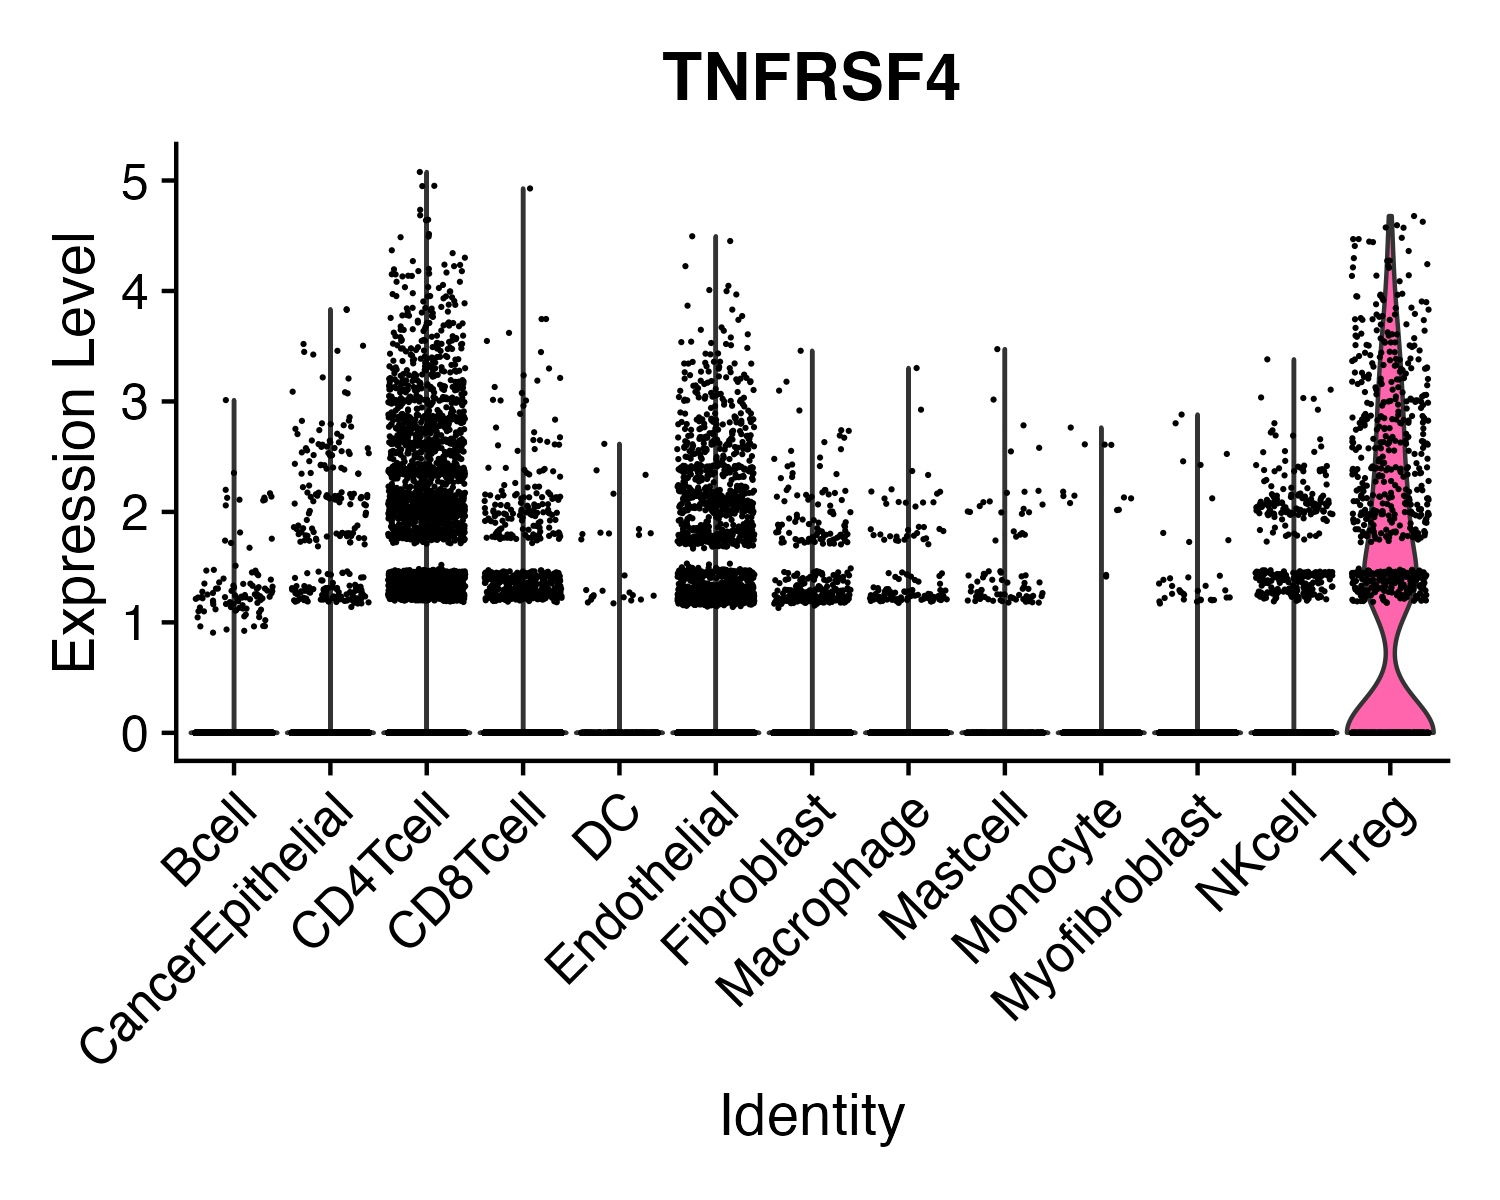 TNFRSF4
Expression Level
5
4
3
2
1
0
Bcell
CancerEpithelial
CD4Tcell
CD8Tcell
DC
Endothelial
Fibroblast
Macrophage
Mastcell
Monocyte
Myofibroblast
NKcell
Treg
Identity